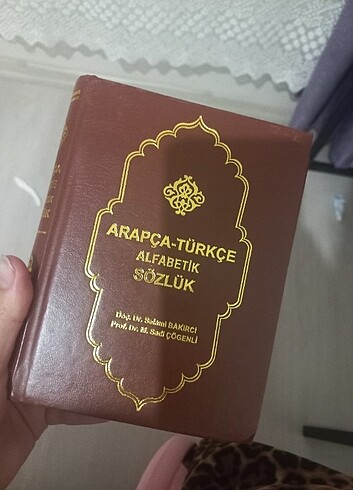 ARAPÇA-TÜRKÇE
ALFABETİK
SÖZLÜK
Doç. Dr. Selami BAKIRCI
Prof. Dr. M. Sadi ÇÖGENLİ